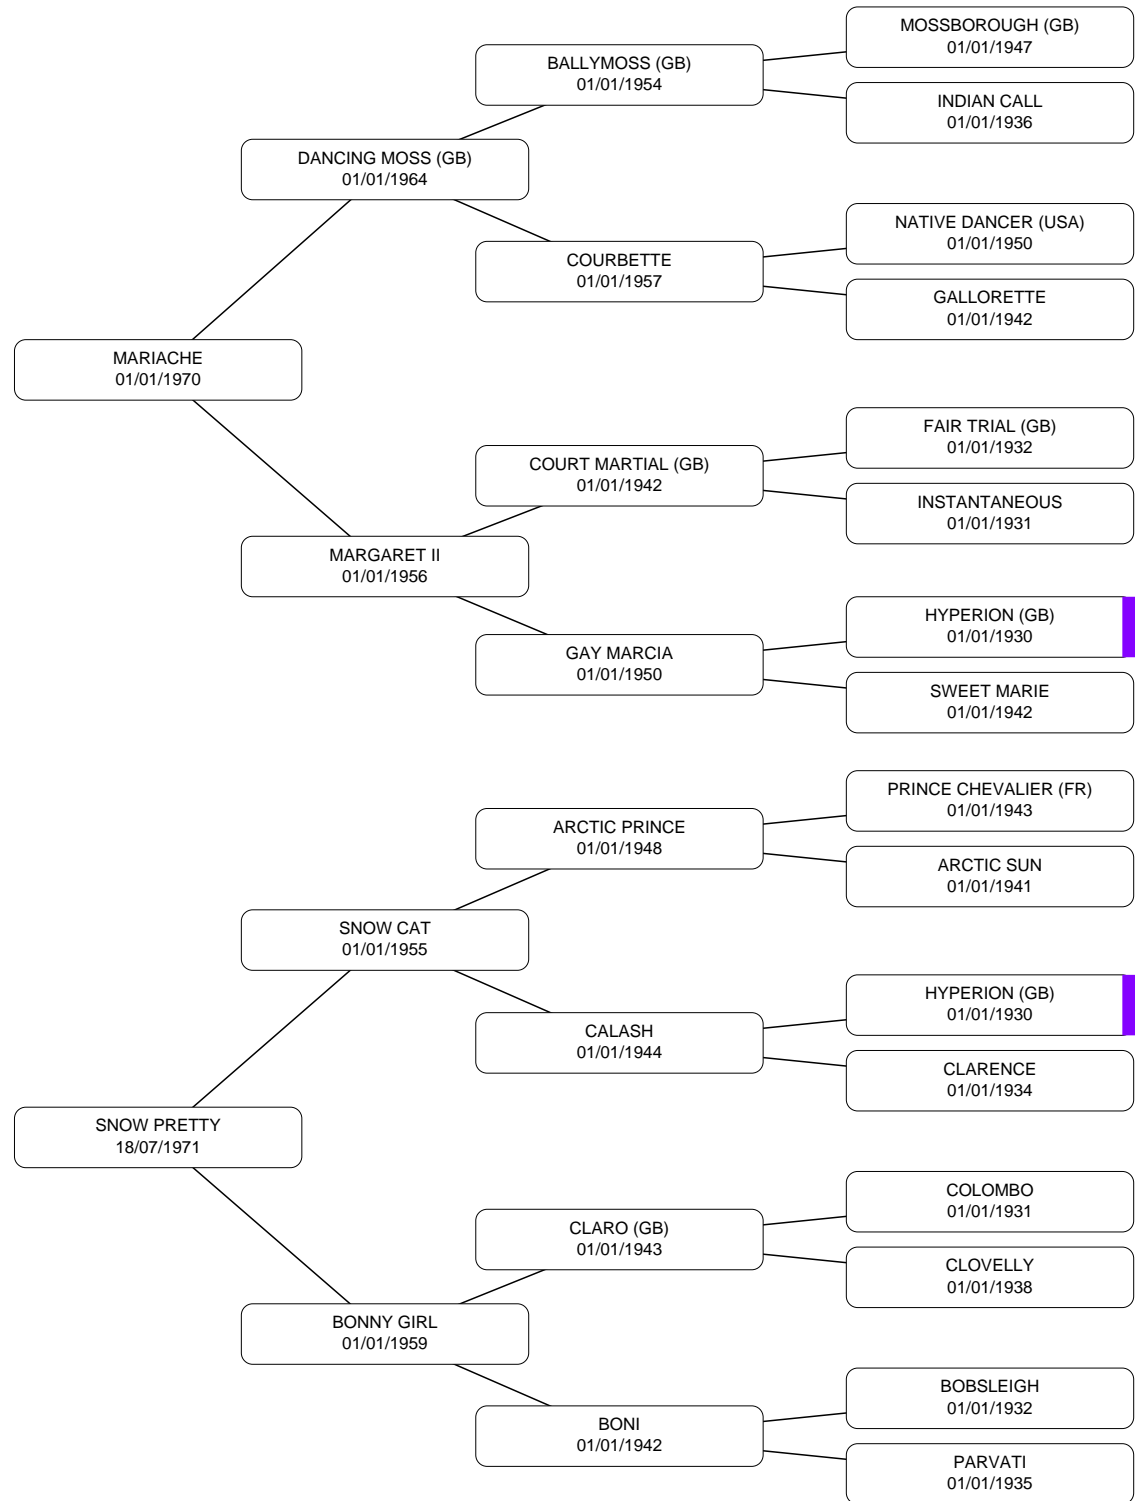 MOSSBOROUGH (GB)
01/01/1947
BALLYMOSS (GB)
01/01/1954
INDIAN CALL
01/01/1936
DANCING MOSS (GB)
01/01/1964
NATIVE DANCER (USA)
01/01/1950
COURBETTE
01/01/1957
GALLORETTE
01/01/1942
MARIACHE
01/01/1970
FAIR TRIAL (GB)
01/01/1932
COURT MARTIAL (GB)
01/01/1942
INSTANTANEOUS
01/01/1931
MARGARET II
01/01/1956
HYPERION (GB)
01/01/1930
GAY MARCIA
01/01/1950
SWEET MARIE
01/01/1942
PRINCE CHEVALIER (FR)
01/01/1943
ARCTIC PRINCE
01/01/1948
ARCTIC SUN
01/01/1941
SNOW CAT
01/01/1955
HYPERION (GB)
01/01/1930
CALASH
01/01/1944
CLARENCE
01/01/1934
SNOW PRETTY
18/07/1971
COLOMBO
01/01/1931
CLARO (GB)
01/01/1943
CLOVELLY
01/01/1938
BONNY GIRL
01/01/1959
BOBSLEIGH
01/01/1932
BONI
01/01/1942
PARVATI
01/01/1935